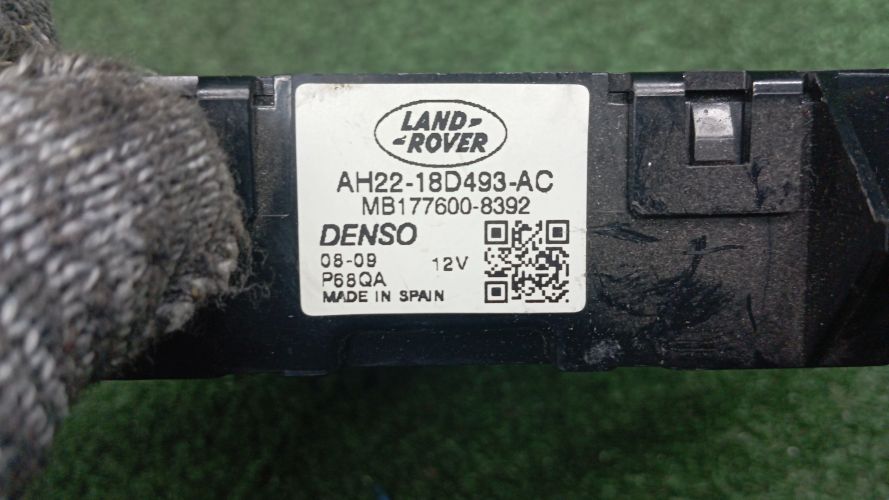 LAND-
-ROVER
AH22-18D493-AC
MB177600-8392
DENSO
08-09 12V
P68QA
MADE IN SPAIN